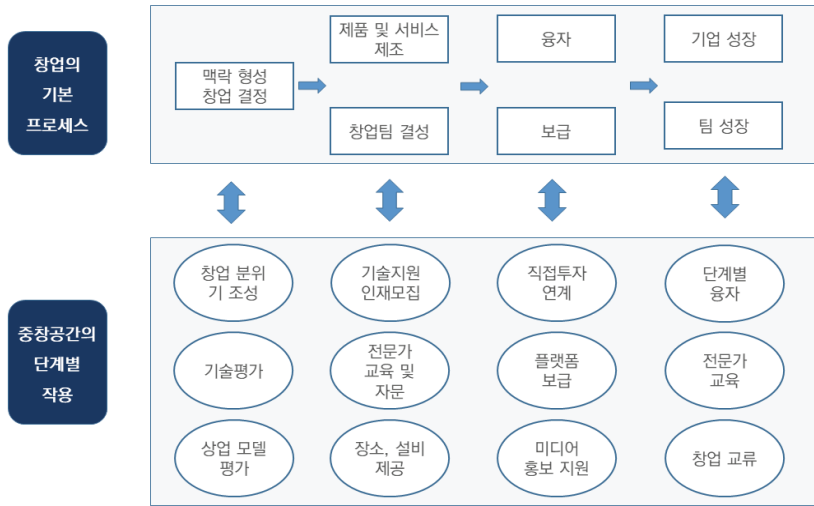 창업의
기본
프로세스
맥락 형성
창업 결정
제품 및 서비스
제조
창업팀 결성
융자
보급
기업 성장
팀 성장
중창공간의
단계별
작용
창업 분위
기 조성
기술지원
인재모집
직접투자
연계
단계별
융자
기술평가
전문가
교육 및
자문
플랫폼
보급
전문가
교육
상업 모델
평가
장소, 설비
제공
미디어
홍보 지원
창업 교류